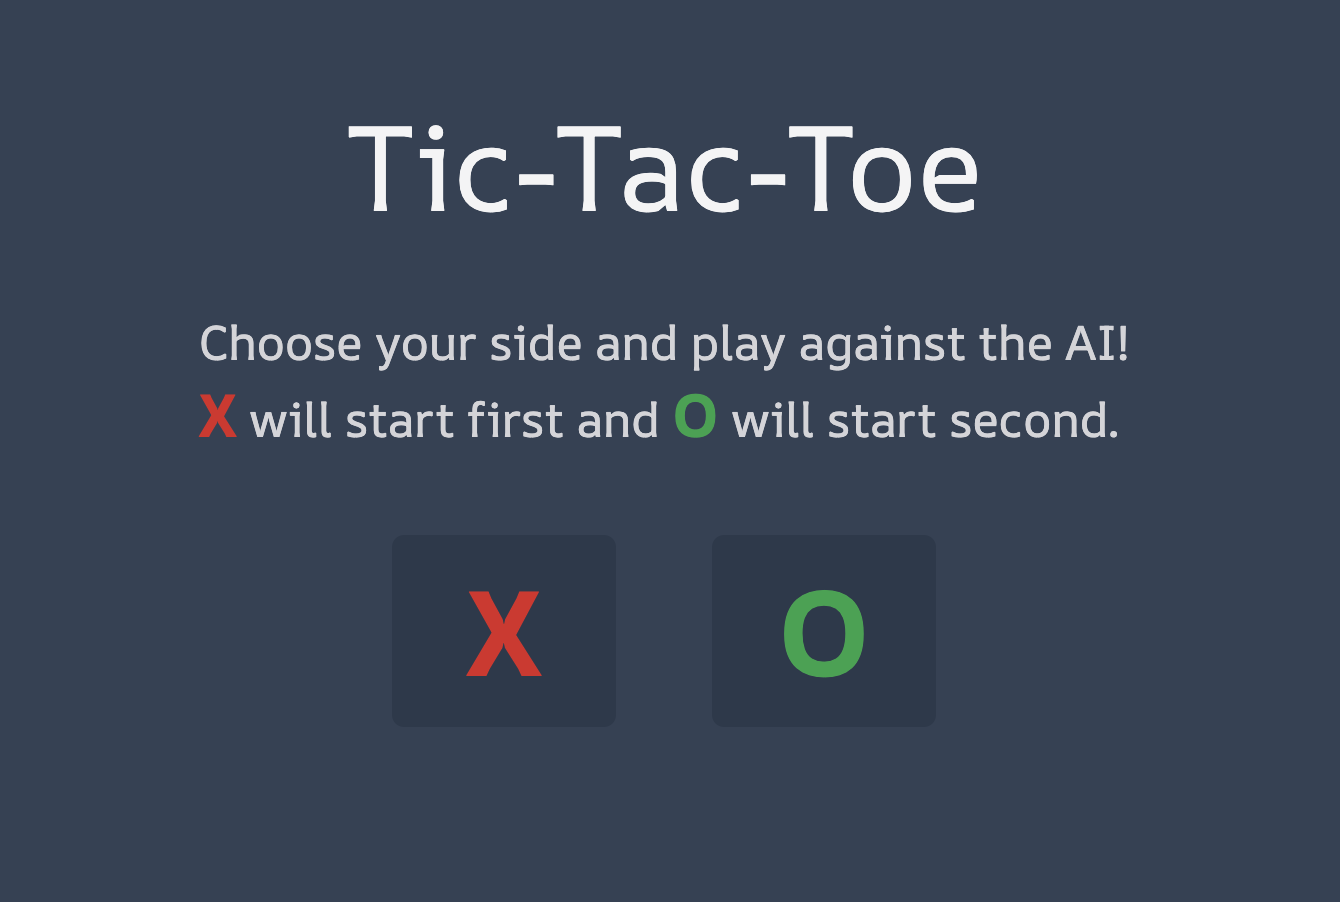 Tic-Tac-Toe
Choose your side and play against the AI!
X will start first and O will start second.
X
O